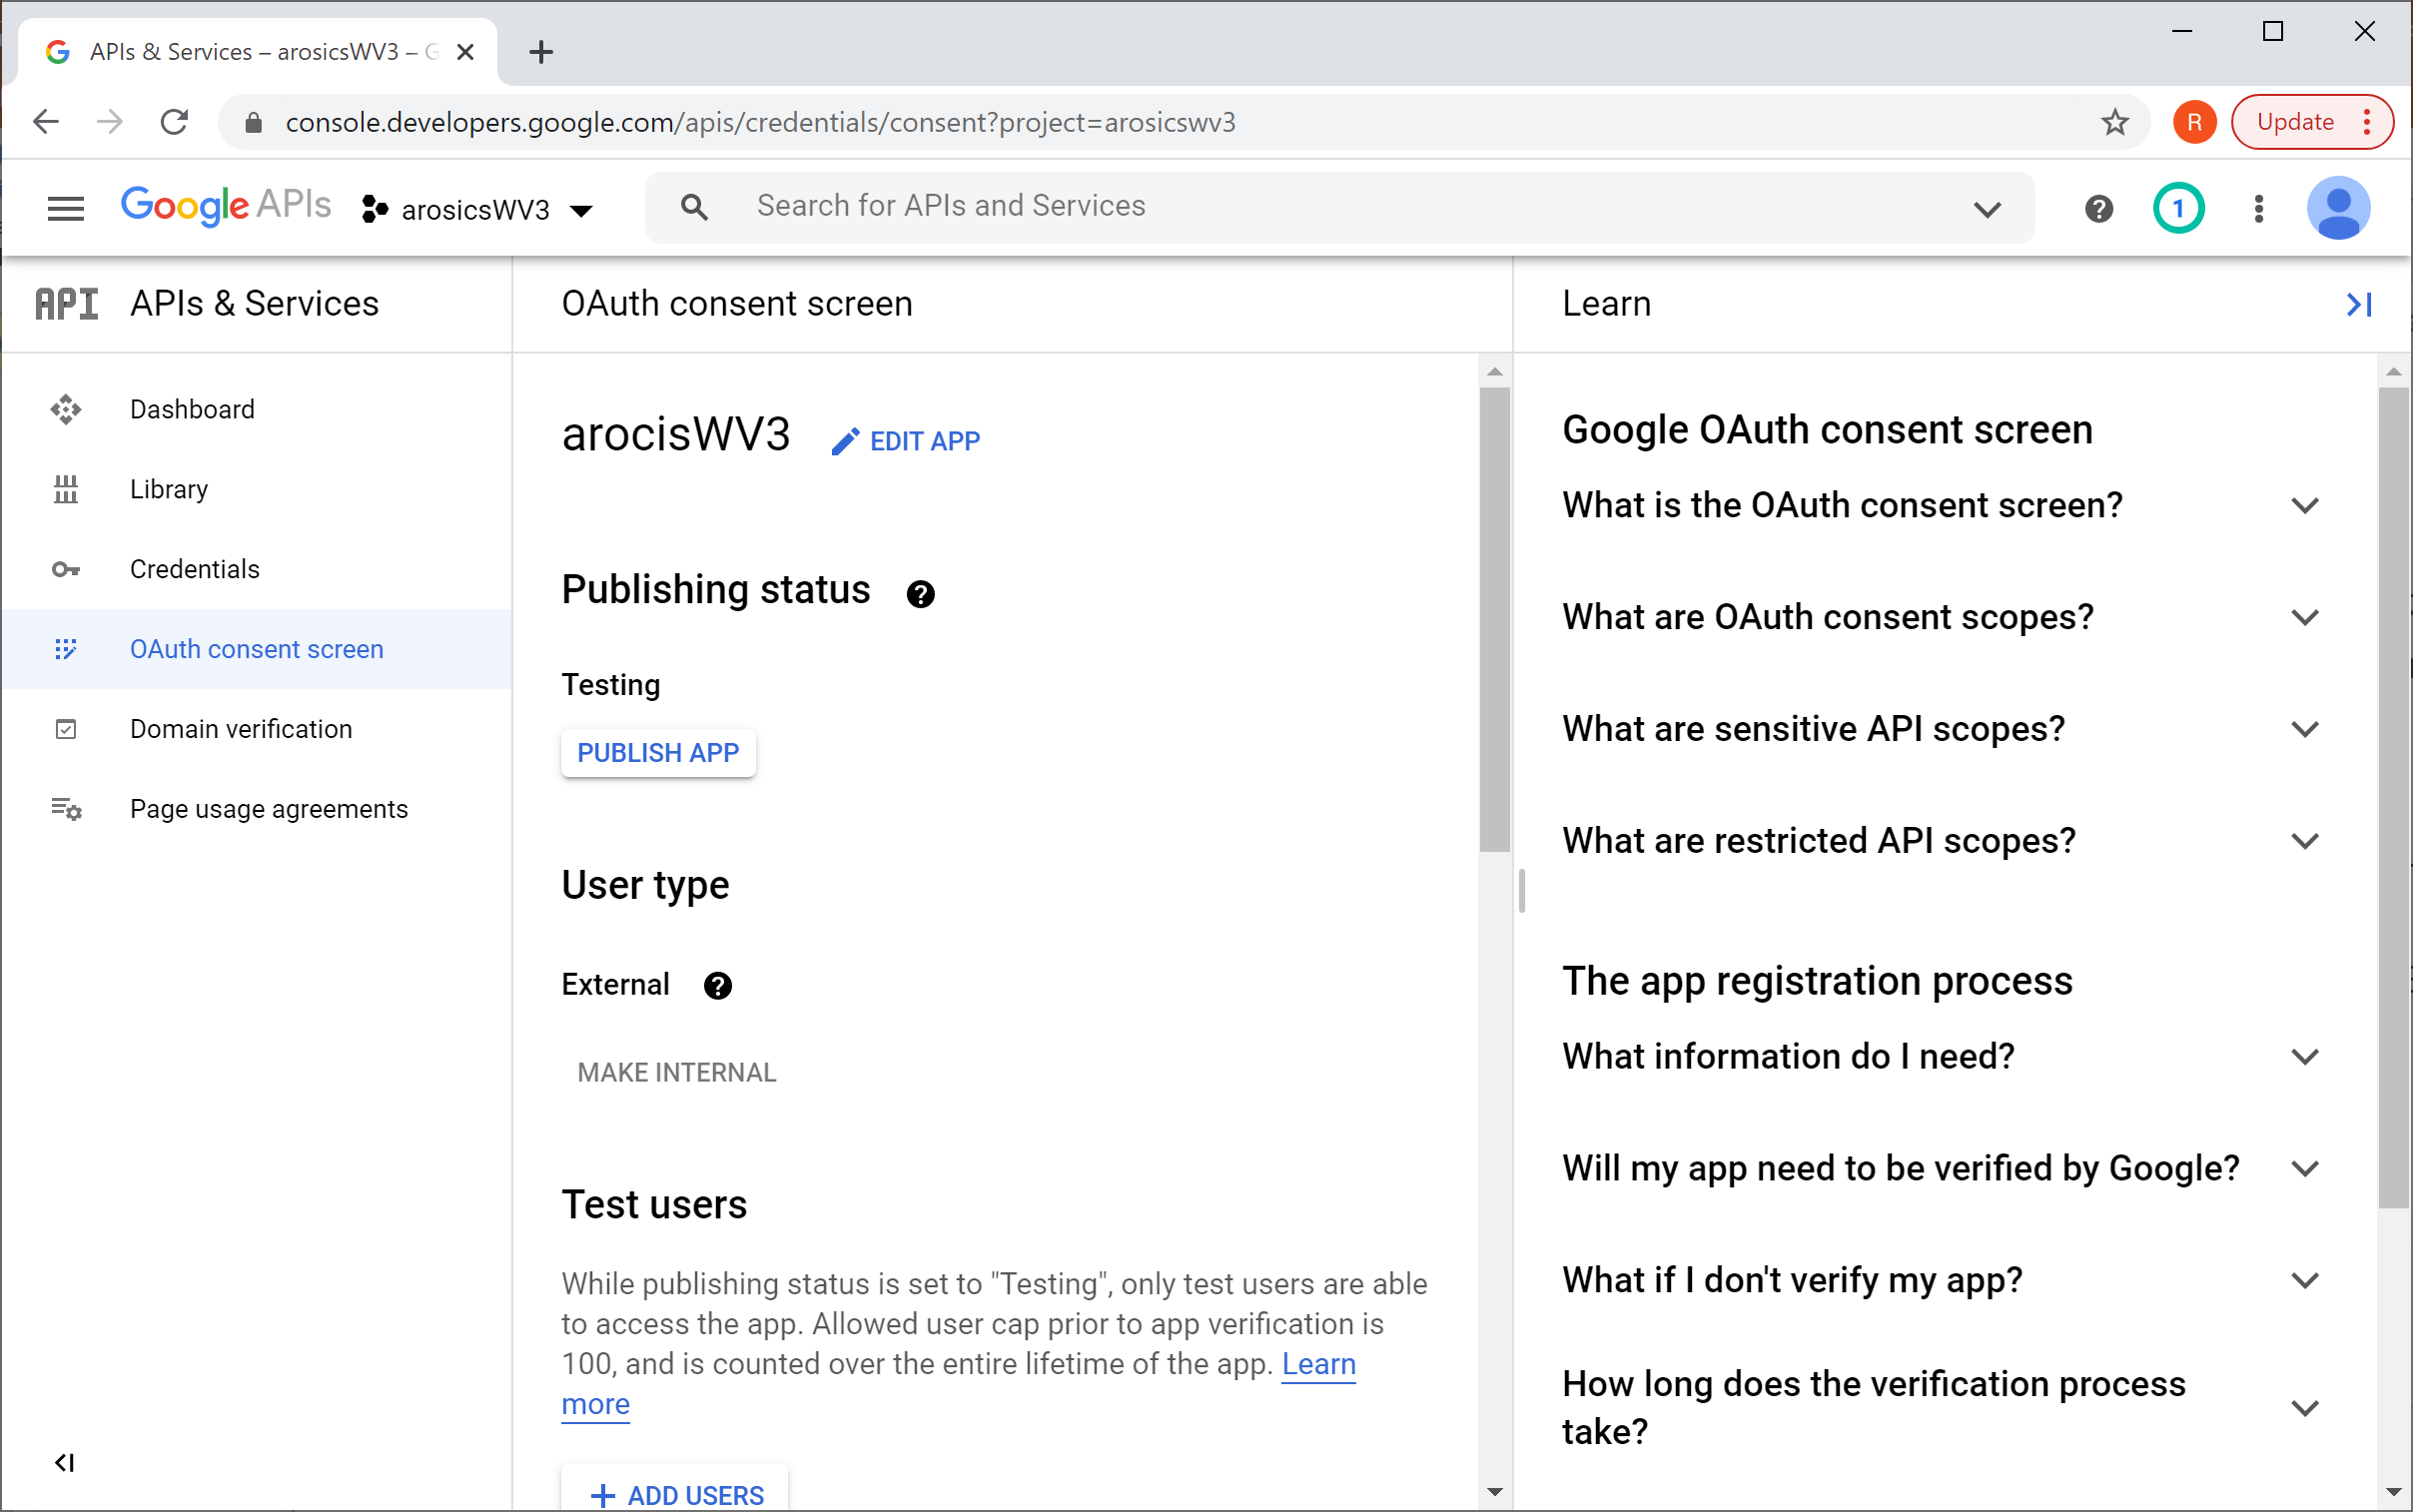 APIs & Services – arosicsWV3 – G
console.developers.google.com/apis/credentials/consent?project=arosicswv3
R
Update
Google APIs
arosicsWV3
Search for APIs and Services
1
API
APIs & Services
OAuth consent screen
Learn
Dashboard
Library
Credentials
OAuth consent screen
Domain verification
Page usage agreements
arocisWV3
EDIT APP
Publishing status
Testing
PUBLISH APP
User type
External
MAKE INTERNAL
Test users
While publishing status is set to "Testing", only test users are able
to access the app. Allowed user cap prior to app verification is
100, and is counted over the entire lifetime of the app. Learn
more
ADD USERS
Google OAuth consent screen
What is the OAuth consent screen?
What are OAuth consent scopes?
What are sensitive API scopes?
What are restricted API scopes?
The app registration process
What information do I need?
Will my app need to be verified by Google?
What if I don't verify my app?
How long does the verification process
take?